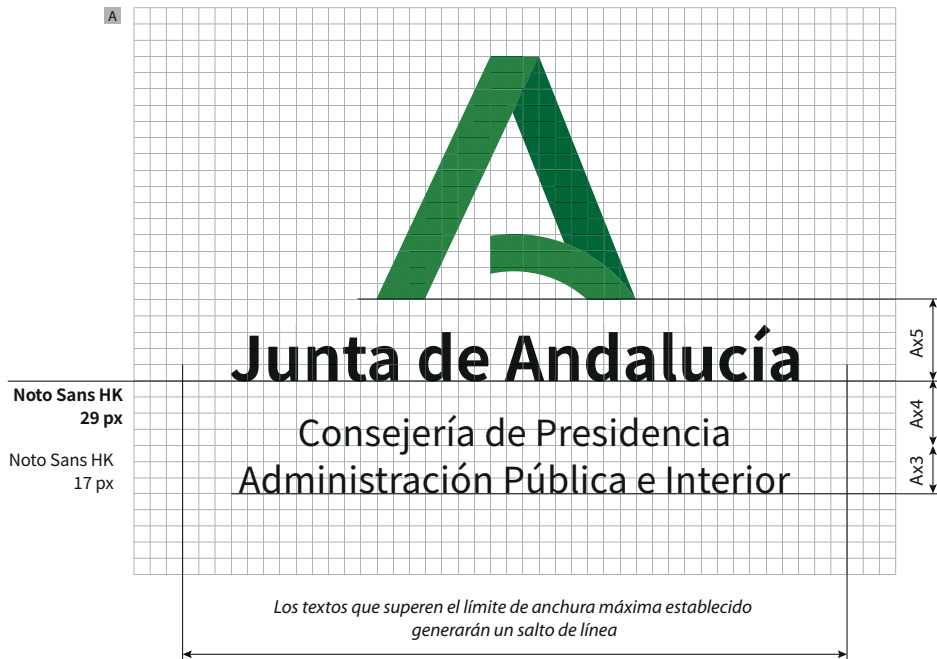 A
Junta de Andalucía
Ax5
Noto Sans HK
29 px
Consejería de Presidencia
Ax4
Noto Sans HK
17 px
Administración Pública e Interior
Ax3
Los textos que superen el límite de anchura máxima establecido
generarán un salto de línea